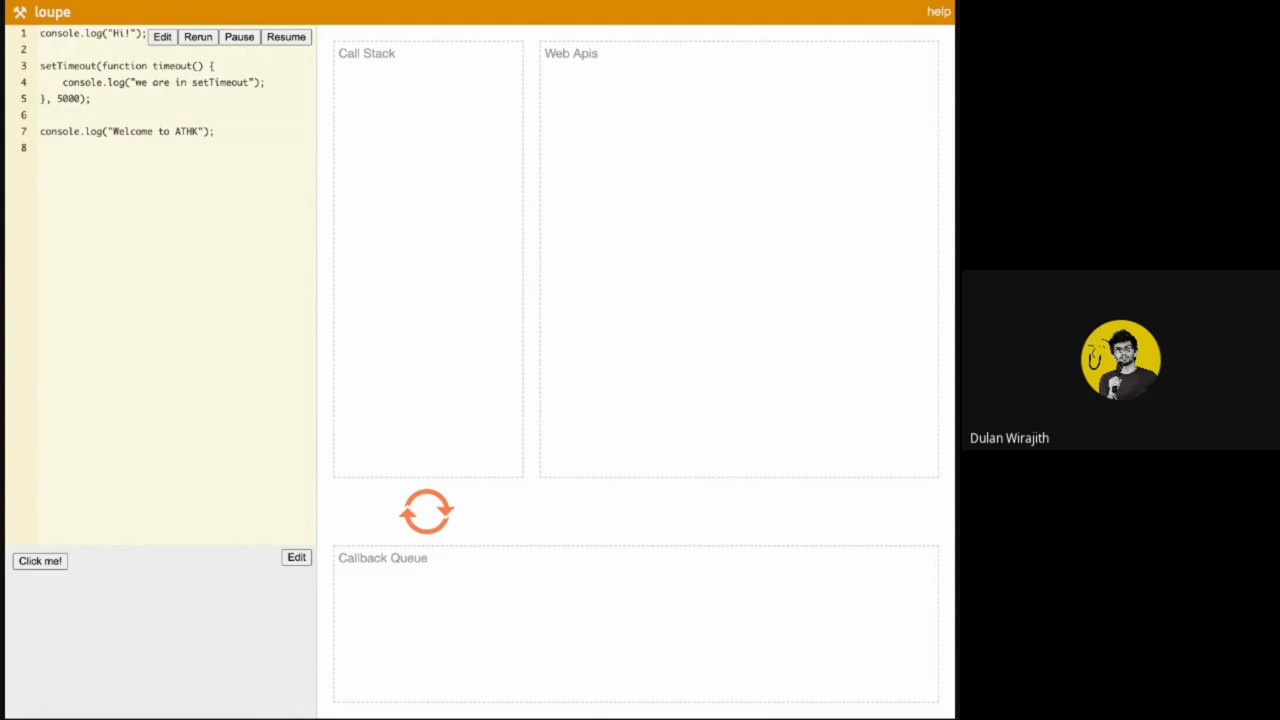 loupe
help
1 console.log("Hi!");
Edit Rerun Pause Resume
2
3 setTimeout(function timeout() {
4     console.log("we are in setTimeout");
5 }, 5000);
6
7 console.log("Welcome to ATHK");
8
Call Stack
Web Apis
Click me!
Edit
Callback Queue
Dulan Wirajith